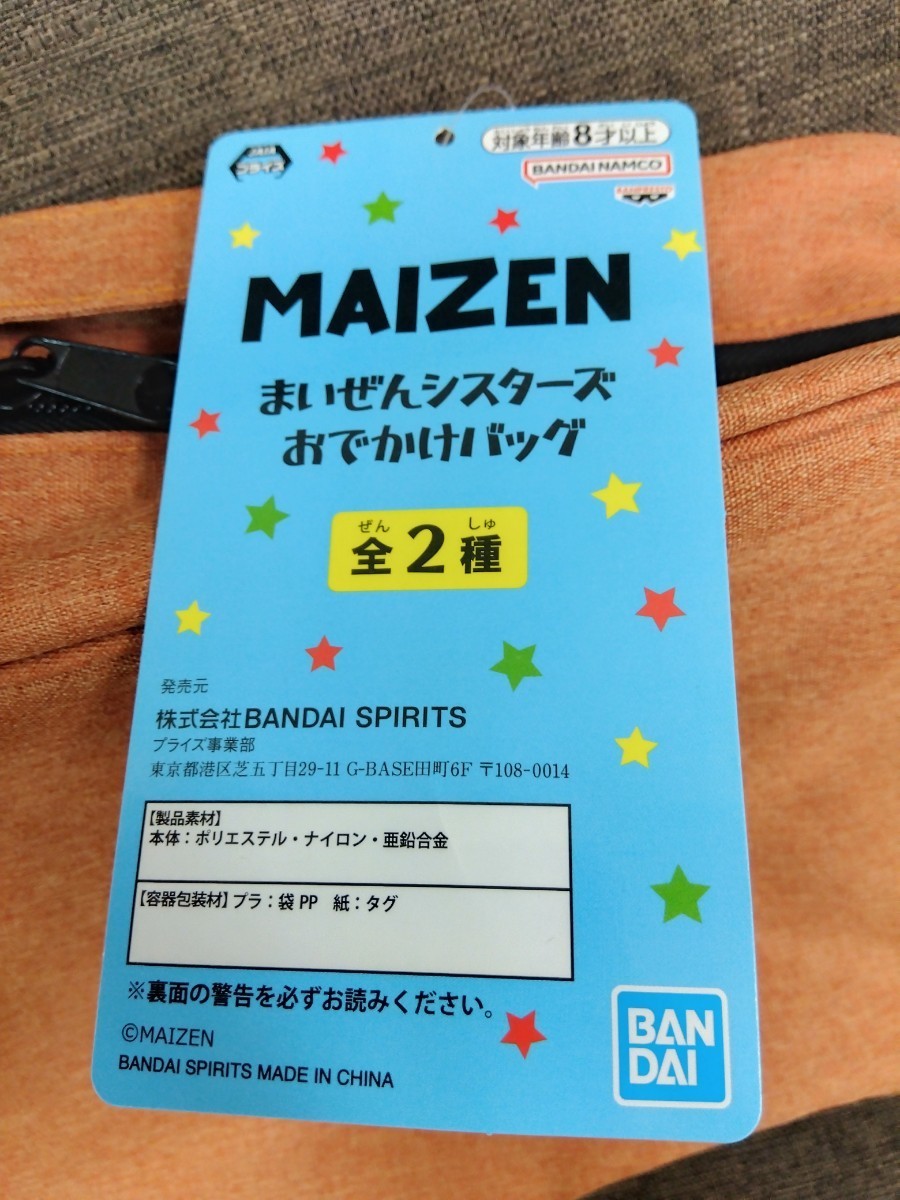 対象年齢8才以上
プライズ
BANDAI NAMCO
BANPRESTO
MAIZEN
まいぜんシスターズ
おでかけバッグ
ぜん しゅ
全2種
発売元
株式会社BANDAI SPIRITS
プライズ事業部
東京都港区芝五丁目29-11 G-BASE田町6F 〒108-0014
【製品素材】
本体：ポリエステル・ナイロン・亜鉛合金
【容器包装材】プラ：袋 PP 紙：タグ
※裏面の警告を必ずお読みください。
©MAIZEN
BANDAI SPIRITS MADE IN CHINA
BAN
DAI